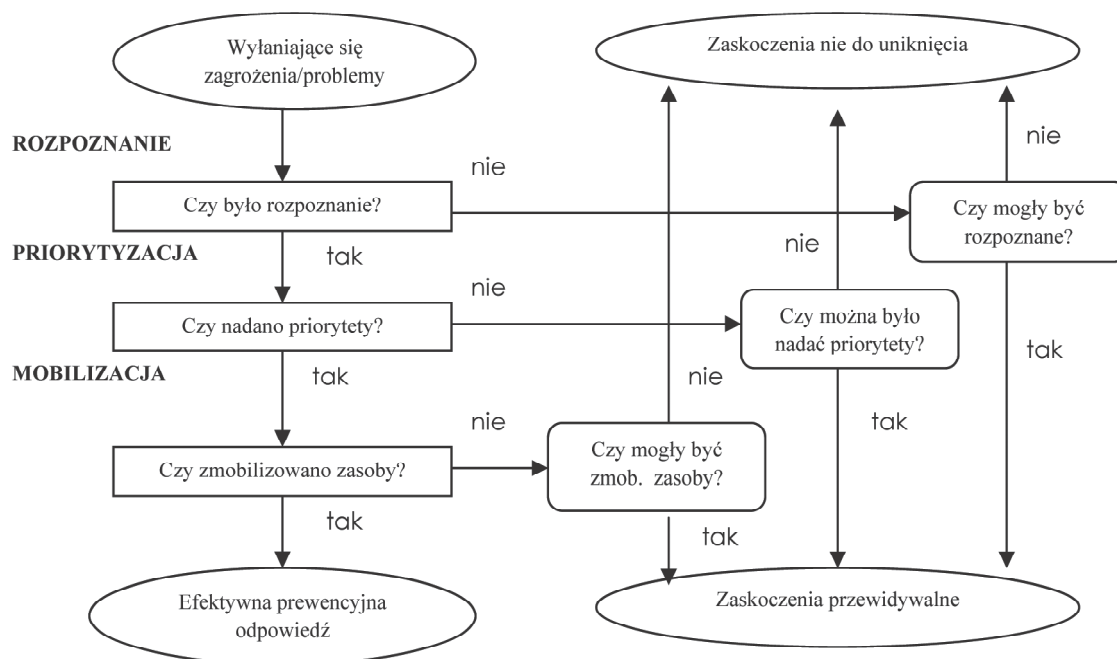 Wyłaniające się
zagrożenia/problemy
Zaskoczenia nie do uniknięcia
ROZPOZNANIE
nie
nie
Czy było rozpoznanie?
Czy mogły być
rozpoznane?
PRIORYTYZACJA
tak
nie
nie
Czy nadano priorytety?
Czy można było
nadać priorytety?
tak
MOBILIZACJA
tak
nie
nie
tak
Czy zmobilizowano zasoby?
Czy mogły być
zmob. zasoby?
tak
tak
Efektywna prewencyjna
odpowiedź
Zaskoczenia przewidywalne